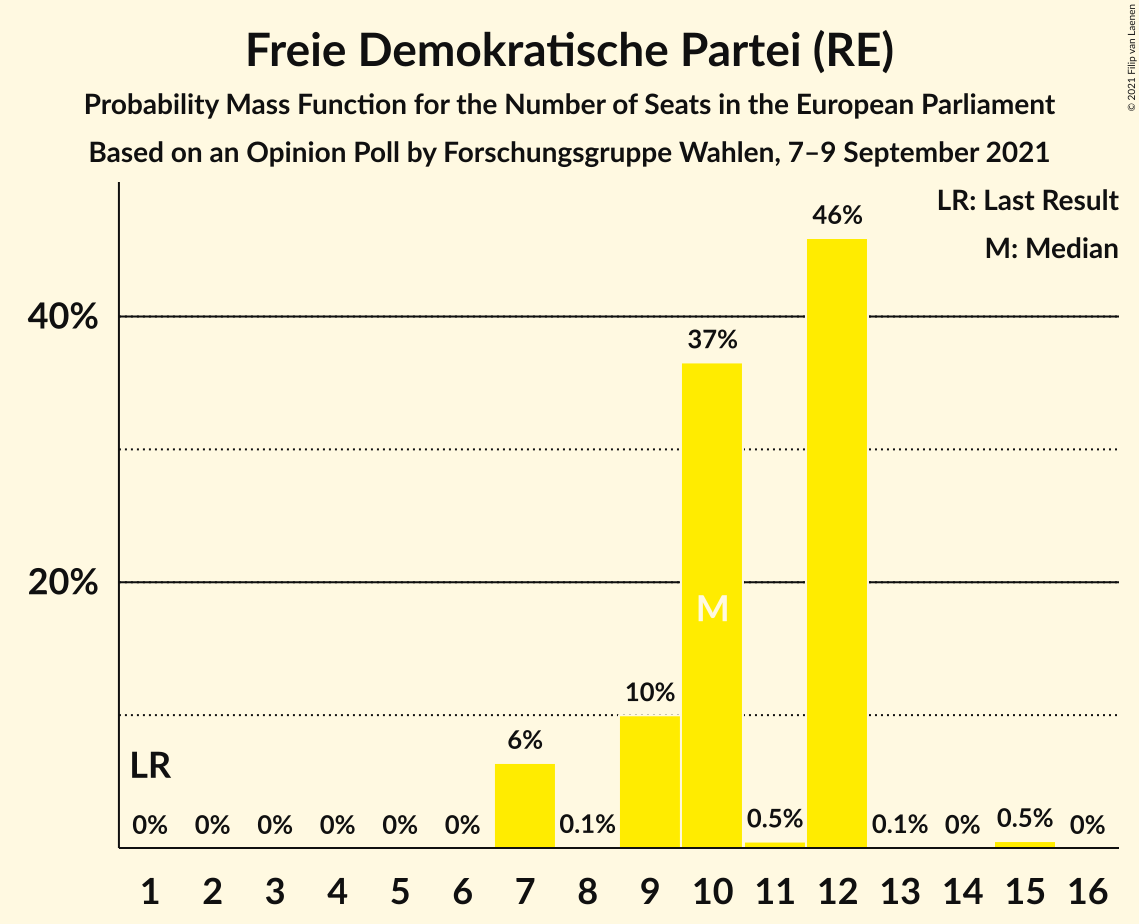 Freie Demokratische Partei (RE)
Probability Mass Function for the Number of Seats in the European Parliament
Based on an Opinion Poll by Forschungsgruppe Wahlen, 7–9 September 2021
© 2021 Filip van Laenen
LR: Last Result
M: Median
40%
20%
LR
0%
0%
0%
0%
0%
0%
6%
0.1%
10%
37%
M
0.5%
46%
0.1%
0%
0.5%
0%
1 2 3 4 5 6 7 8 9 10 11 12 13 14 15 16